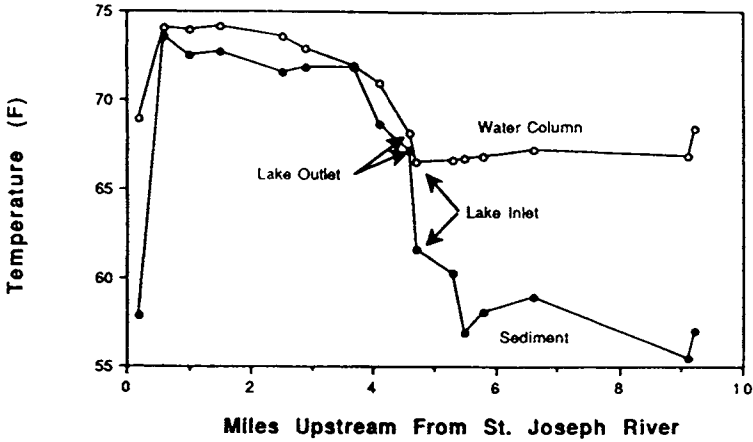 75
70
65
60
55
Temperature (F)
Water Column
Lake Outlet
Lake Inlet
Sediment
0 2 4 6 8 10
Miles Upstream From St. Joseph River